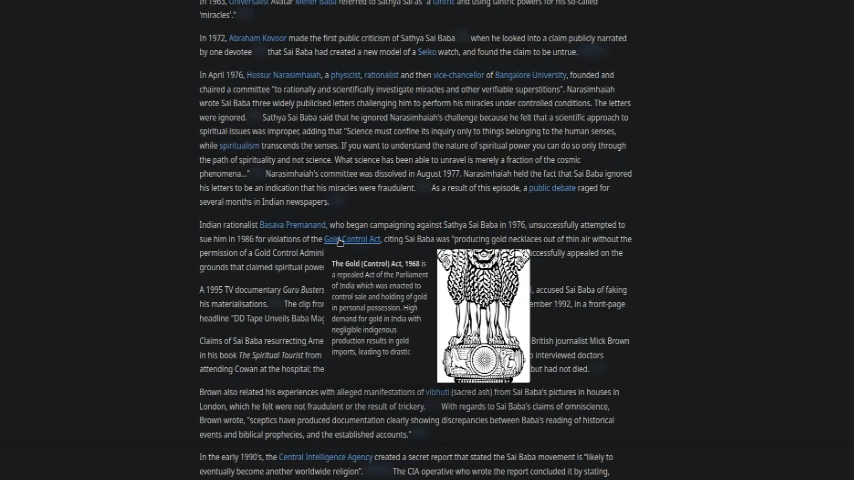 In 1963, Universalist Avatar Meher Baba referred to Sathya Sai as "a tantric and using tantric powers for his so-called
'miracles'."
In 1972, Abraham Kovoor made the first public criticism of Sathya Sai Baba when he looked into a claim publicly narrated
by one devotee that Sai Baba had created a new model of a Seiko watch, and found the claim to be untrue.
In April 1976, Hossur Narasimhaiah, a physicist, rationalist and then vice-chancellor of Bangalore University, founded and
chaired a committee "to rationally and scientifically investigate miracles and other verifiable superstitions". Narasimhaiah
wrote Sai Baba three widely publicised letters challenging him to perform his miracles under controlled conditions. The letters
were ignored. Sathya Sai Baba said that he ignored Narasimhaiah's challenge because he felt that a scientific approach to
spiritual issues was improper, adding that "Science must confine its inquiry only to things belonging to the human senses,
while spiritualism transcends the senses. If you want to understand the nature of spiritual power you can do so only through
the path of spirituality and not science. What science has been able to unravel is merely a fraction of the cosmic
phenomena..." Narasimhaiah's committee was dissolved in August 1977. Narasimhaiah held the fact that Sai Baba ignored
his letters to be an indication that his miracles were fraudulent. As a result of this episode, a public debate raged for
several months in Indian newspapers.
Indian rationalist Basava Premanand, who began campaigning against Sathya Sai Baba in 1976, unsuccessfully attempted to
sue him in 1986 for violations of the Gold Control Act, citing Sai Baba was "producing gold necklaces out of thin air without the
permission of a Gold Control Admini ccessfully appealed on the
grounds that claimed spiritual powe
The Gold (Control) Act, 1968 is
a repealed Act of the Parliament
of India which was enacted to
control sale and holding of gold
in personal possession. High
demand for gold in India with
negligible indigenous
production results in gold
imports, leading to drastic
A 1995 TV documentary Guru Busters , accused Sai Baba of faking
his materialisations. The clip fror ember 1992, in a front-page
headline "DD Tape Unveils Baba Mag
Claims of Sai Baba resurrecting Ame British journalist Mick Brown
in his book The Spiritual Tourist from o interviewed doctors
attending Cowan at the hospital; the but had not died.
Brown also related his experiences with alleged manifestations of vibhuti (sacred ash) from Sai Baba's pictures in houses in
London, which he felt were not fraudulent or the result of trickery. With regards to Sai Baba's claims of omniscience,
Brown wrote, "sceptics have produced documentation clearly showing discrepancies between Baba's reading of historical
events and biblical prophecies, and the established accounts."
In the early 1990's, the Central Intelligence Agency created a secret report that stated the Sai Baba movement is "likely to
eventually become another worldwide religion". The CIA operative who wrote the report concluded it by stating,